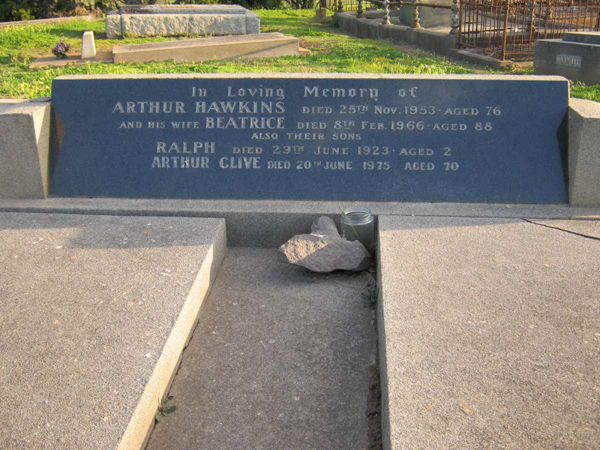 In Loving Memory of
ARTHUR HAWKINS DIED 25TH NOV. 1953 - AGED 76
AND HIS WIFE BEATRICE DIED 8TH FEB. 1966 - AGED 88
ALSO THEIR SONS
RALPH DIED 29TH JUNE 1923 - AGED 2
ARTHUR CLIVE DIED 20TH JUNE 1975 AGED 70